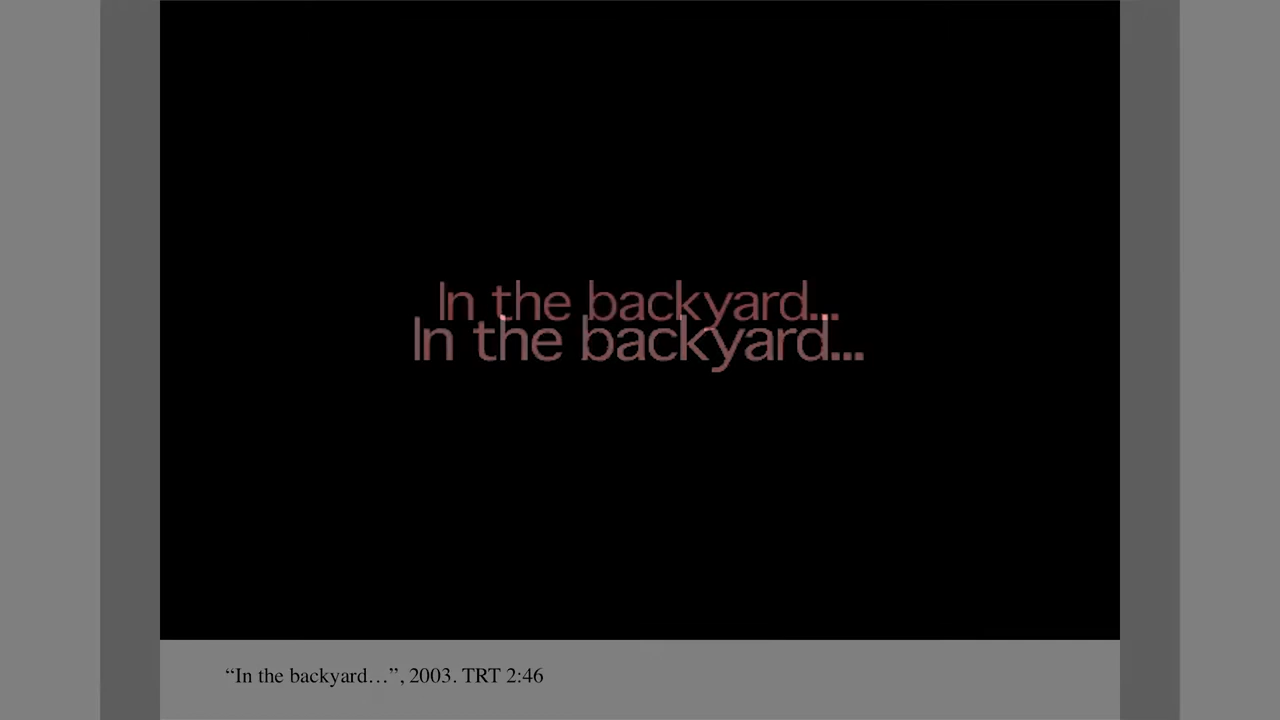 In the backyard...
In the backyard...
“In the backyard…”, 2003. TRT 2:46